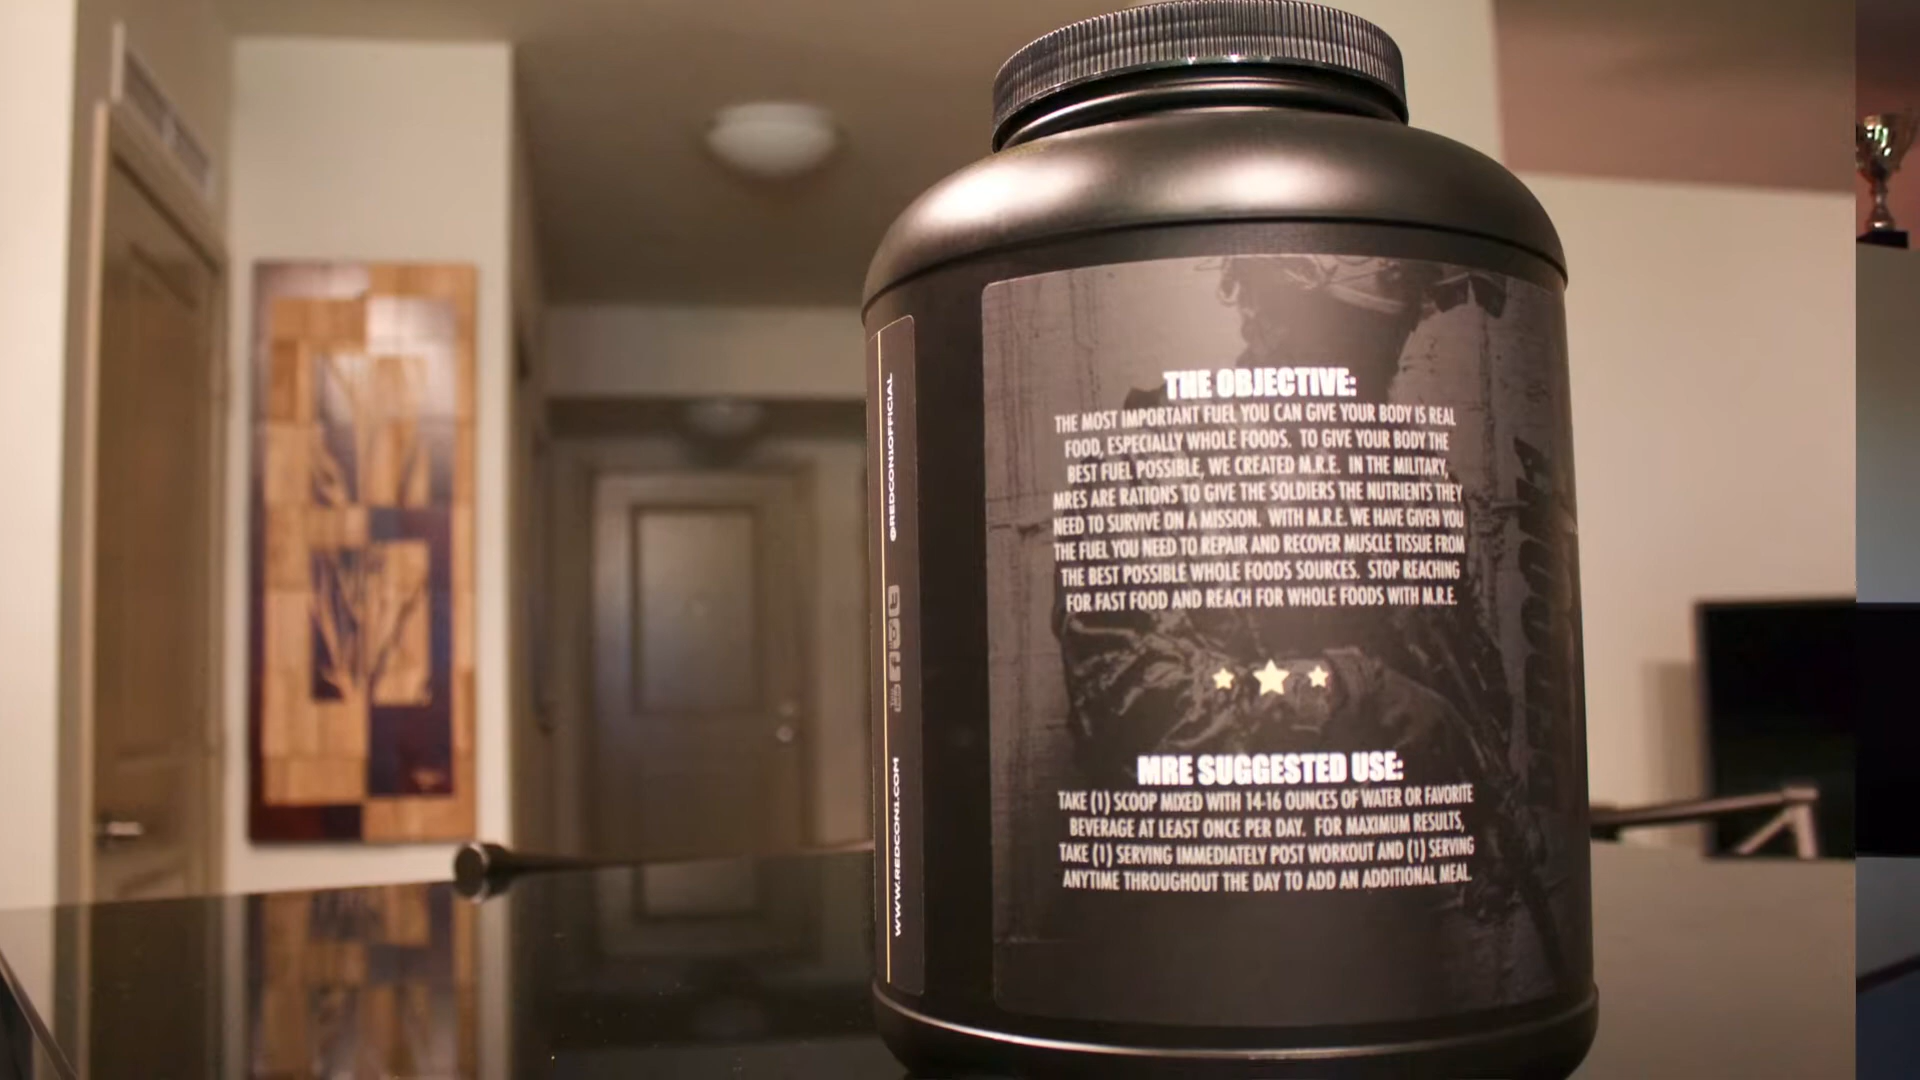 THE OBJECTIVE:
THE MOST IMPORTANT FUEL YOU CAN GIVE YOUR BODY IS REAL
FOOD, ESPECIALLY WHOLE FOODS. TO GIVE YOUR BODY THE
BEST FUEL POSSIBLE, WE CREATED M.R.E. IN THE MILITARY,
MRES ARE RATIONS TO GIVE THE SOLDIERS THE NUTRIENTS THEY
NEED TO SURVIVE ON A MISSION. WITH M.R.E. WE HAVE GIVEN YOU
THE FUEL YOU NEED TO REPAIR AND RECOVER MUSCLE TISSUE FROM
THE BEST POSSIBLE WHOLE FOODS SOURCES. STOP REACHING
FOR FAST FOOD AND REACH FOR WHOLE FOODS WITH M.R.E.
MRE SUGGESTED USE:
TAKE (1) SCOOP MIXED WITH 14-16 OUNCES OF WATER OR FAVORITE
BEVERAGE AT LEAST ONCE PER DAY. FOR MAXIMUM RESULTS,
TAKE (1) SERVING IMMEDIATELY POST WORKOUT AND (1) SERVING
ANYTIME THROUGHOUT THE DAY TO ADD AN ADDITIONAL MEAL.
@REDCON1OFFICIAL
WWW.REDCON1.COM